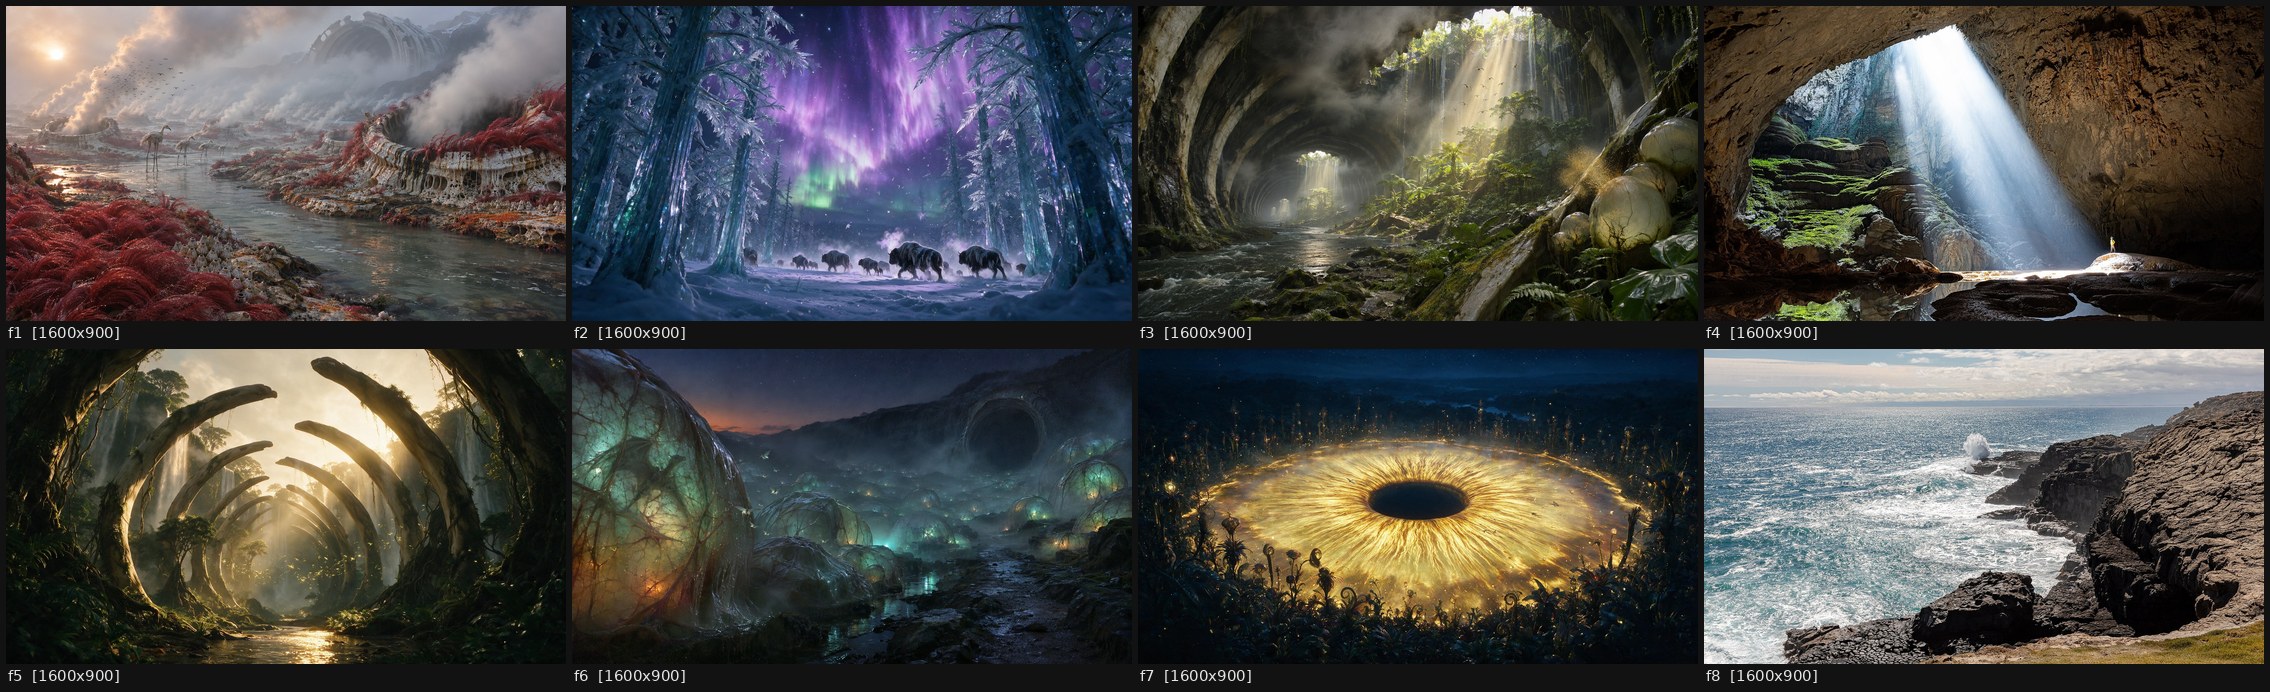 f1 [1600x900]
f2 [1600x900]
f3 [1600x900]
f4 [1600x900]
f5 [1600x900]
f6 [1600x900]
f7 [1600x900]
f8 [1600x900]